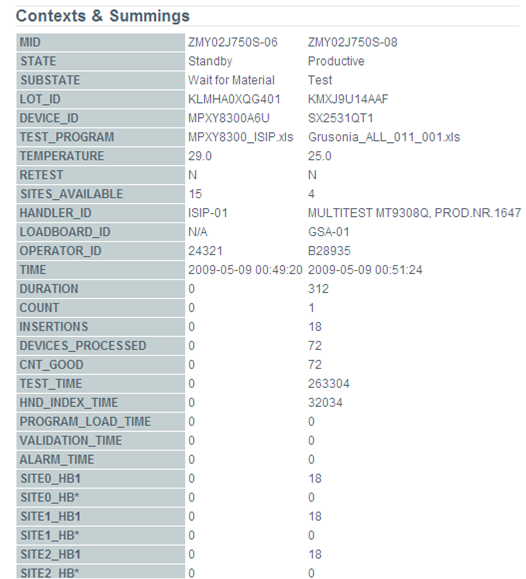 Contexts & Summings
MID ZMY02J750S-06 ZMY02J750S-08
STATE Standby Productive
SUBSTATE Wait for Material Test
LOT_ID KLMHA0XQG401 KMXJ9U14AAF
DEVICE_ID MPXY8300A6U SX2531QT1
TEST_PROGRAM MPXY8300_ISIP.xls Grusonia_ALL_011_001.xls
TEMPERATURE 29.0 25.0
RETEST N N
SITES_AVAILABLE 15 4
HANDLER_ID ISIP-01 MULTITEST MT9308Q, PROD.NR.1647
LOADBOARD_ID N/A GSA-01
OPERATOR_ID 24321 B28935
TIME 2009-05-09 00:49:20 2009-05-09 00:51:24
DURATION 0 312
COUNT 0 1
INSERTIONS 0 18
DEVICES_PROCESSED 0 72
CNT_GOOD 0 72
TEST_TIME 0 263304
HND_INDEX_TIME 0 32034
PROGRAM_LOAD_TIME 0 0
VALIDATION_TIME 0 0
ALARM_TIME 0 0
SITE0_HB1 0 18
SITE0_HB* 0 0
SITE1_HB1 0 18
SITE1_HB* 0 0
SITE2_HB1 0 18
SITE2_HB* 0 0